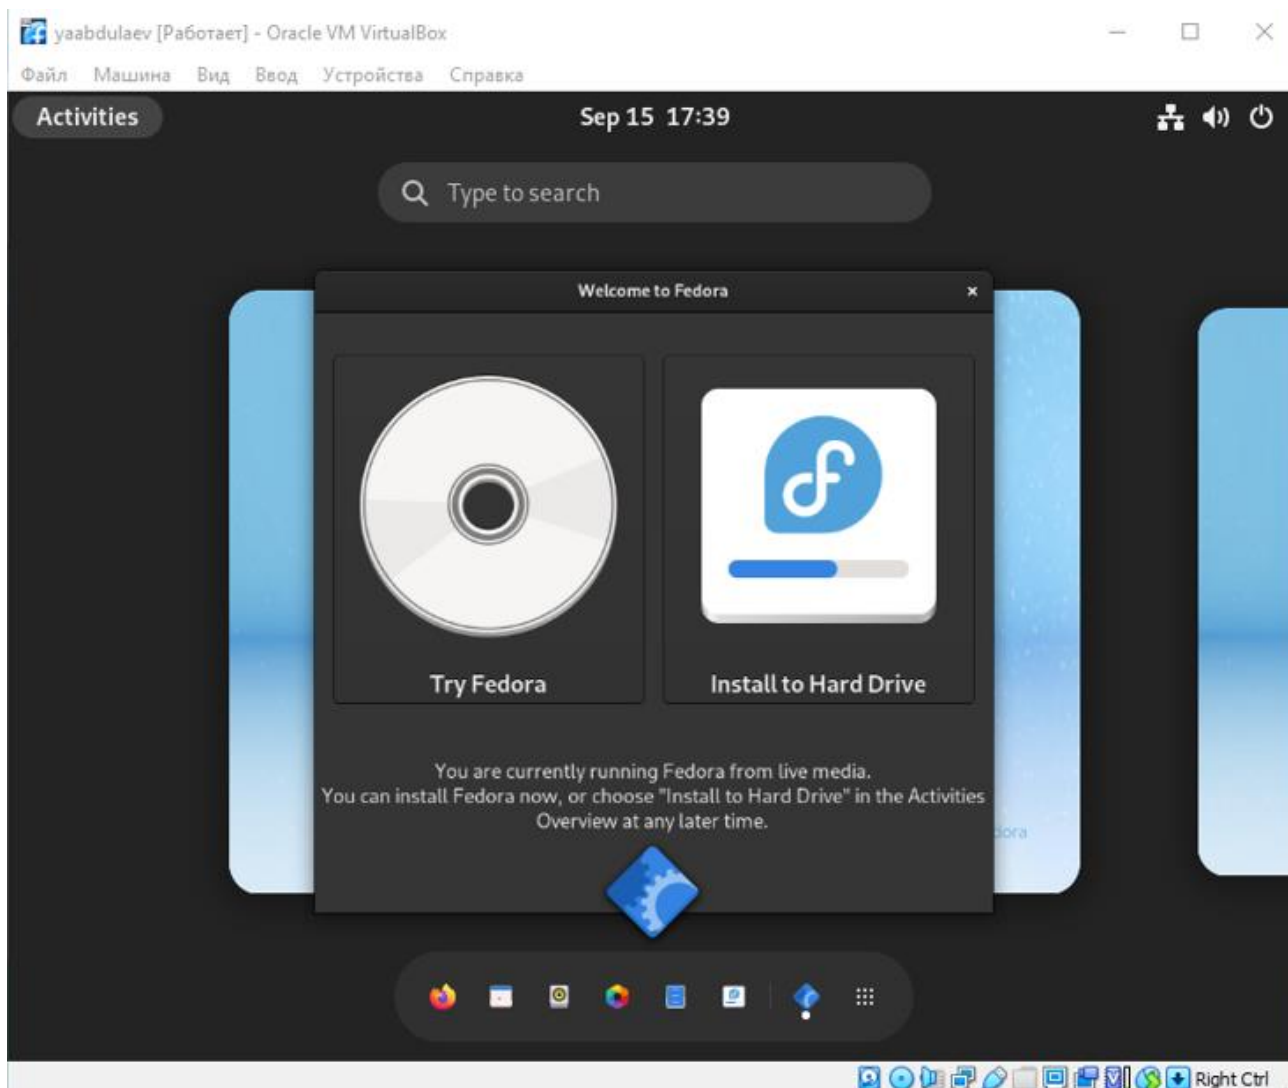 yaabdulaev [Работает] - Oracle VM VirtualBox
Файл Машина Вид Ввод Устройства Справка
Activities Sep 15 17:39
Type to search
Welcome to Fedora
Try Fedora Install to Hard Drive
You are currently running Fedora from live media.
You can install Fedora now, or choose "Install to Hard Drive" in the Activities
Overview at any later time.
dora
Right Ctrl